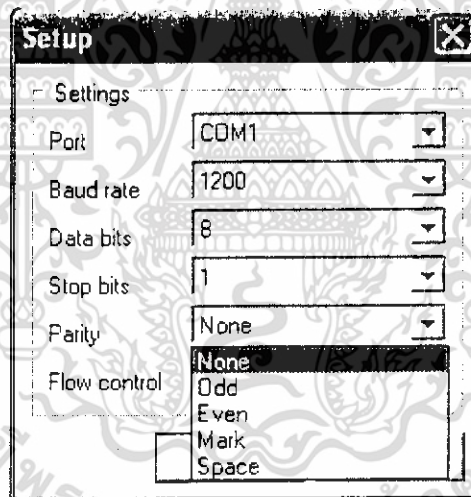 Setup
Settings
Port COM1
Baud rate 1200
Data bits 8
Stop bits 1
Parity None
None
Flow control
Odd
Even
Mark
Space